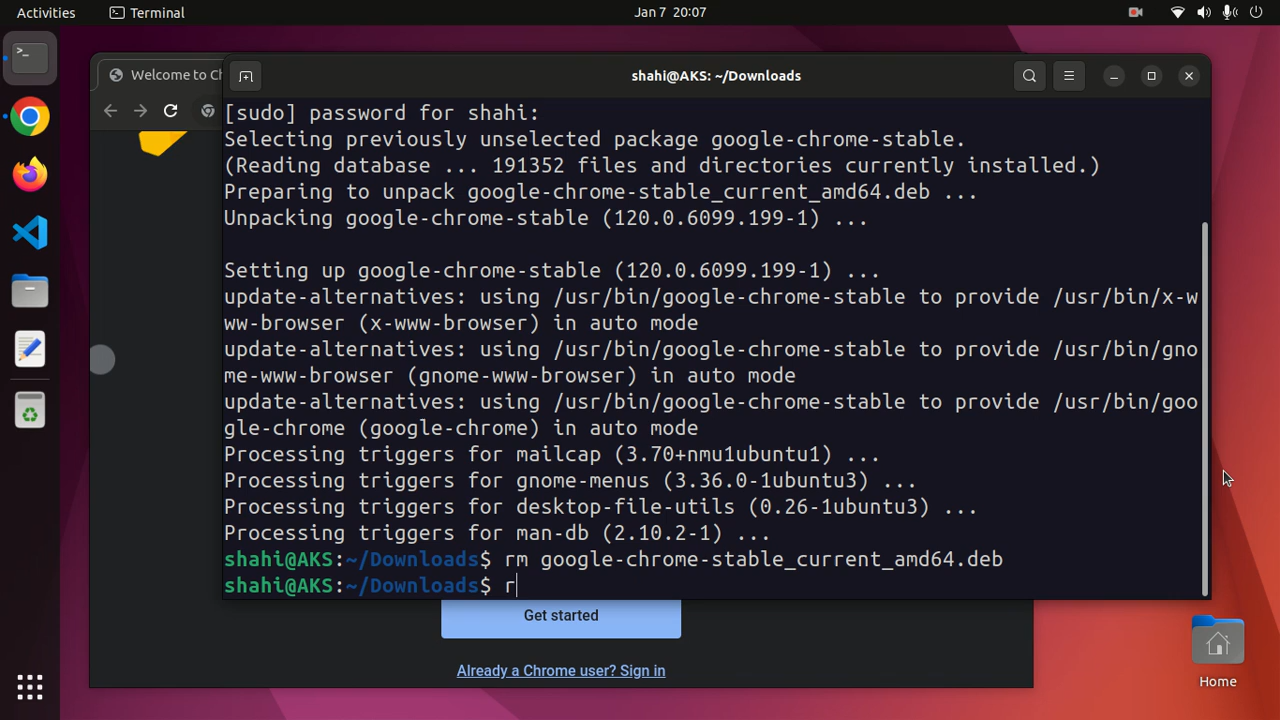 Activities Terminal Jan 7 20:07
Welcome to Ch
shahi@AKS: ~/Downloads
[sudo] password for shahi:
Selecting previously unselected package google-chrome-stable.
(Reading database ... 191352 files and directories currently installed.)
Preparing to unpack google-chrome-stable_current_amd64.deb ...
Unpacking google-chrome-stable (120.0.6099.199-1) ...
Setting up google-chrome-stable (120.0.6099.199-1) ...
update-alternatives: using /usr/bin/google-chrome-stable to provide /usr/bin/x-w
ww-browser (x-www-browser) in auto mode
update-alternatives: using /usr/bin/google-chrome-stable to provide /usr/bin/gno
me-www-browser (gnome-www-browser) in auto mode
update-alternatives: using /usr/bin/google-chrome-stable to provide /usr/bin/goo
gle-chrome (google-chrome) in auto mode
Processing triggers for mailcap (3.70+nmu1ubuntu1) ...
Processing triggers for gnome-menus (3.36.0-1ubuntu3) ...
Processing triggers for desktop-file-utils (0.26-1ubuntu3) ...
Processing triggers for man-db (2.10.2-1) ...
shahi@AKS:~/Downloads$ rm google-chrome-stable_current_amd64.deb
shahi@AKS:~/Downloads$ r
Get started
Already a Chrome user? Sign in
Home